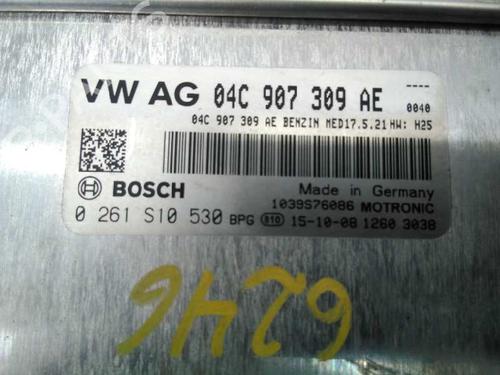 VW AG 04C 907 309 AE ----
0040
04C 907 309 AE BENZIN MED17.5.21 HW: H25
BOSCH
Made in Germany
1039S76086 MOTRONIC
0 261 S10 530 BPG 810 15-10-08 1260 3038
6246